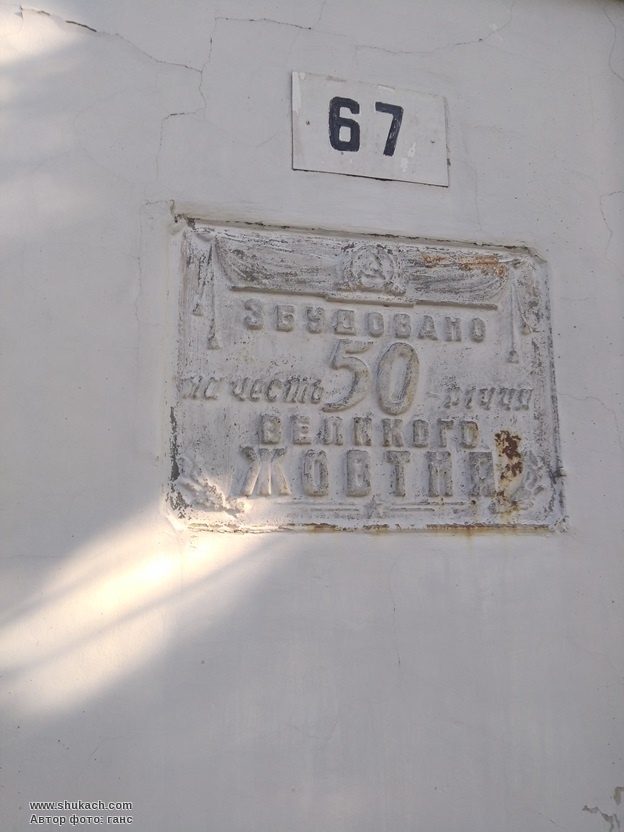 67
ЗБУДОВАНО
на честь 50-річчя
ВЕЛИКОГО
ЖОВТНЯ
www.shukach.com
Автор фото: ганс